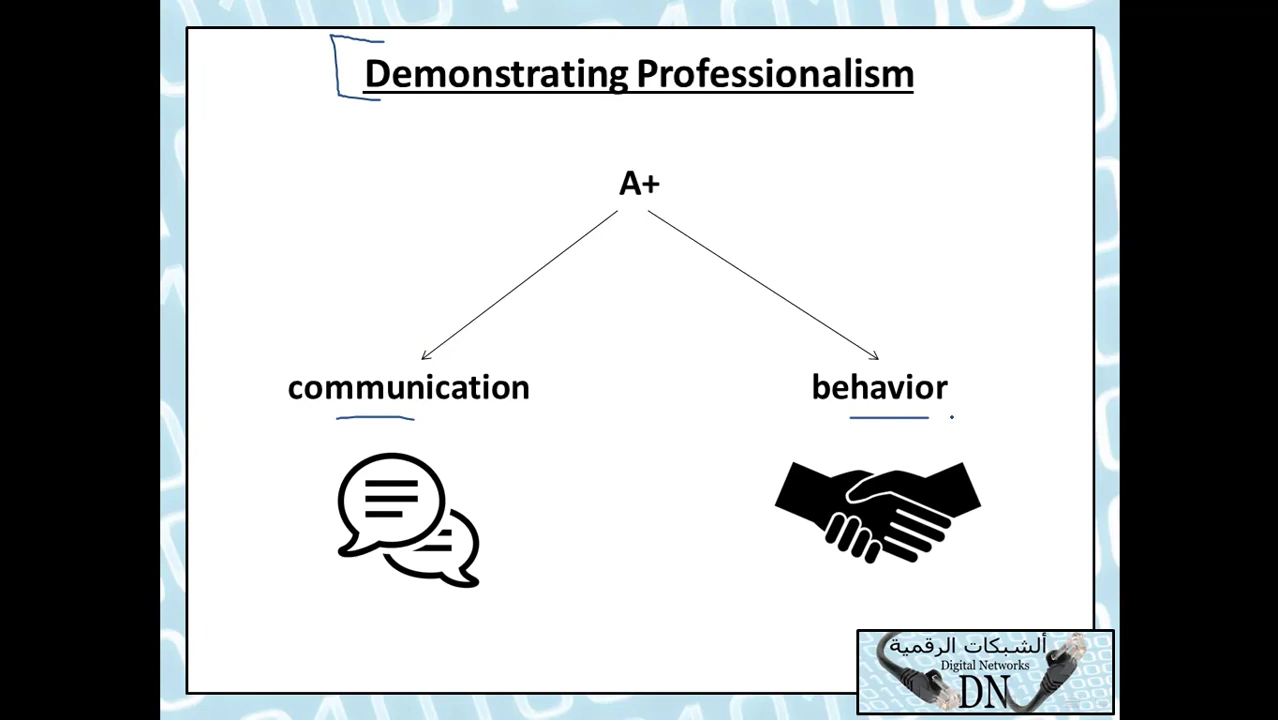 Demonstrating Professionalism
A+
communication
behavior
ألشبكات الرقمية
Digital Networks
DN